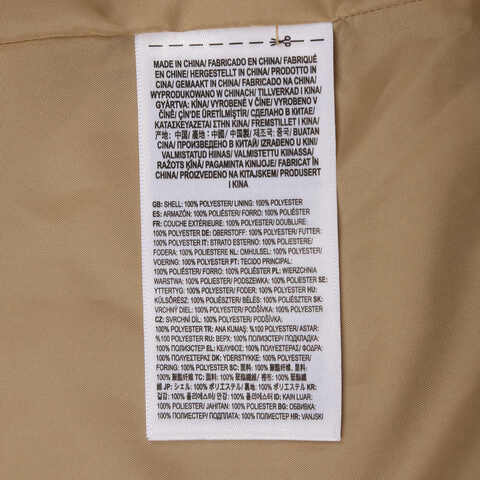 MADE IN CHINA/ FABRICADO EN CHINA/ FABRIQUÉ
EN CHINE/ HERGESTELLT IN CHINA/ PRODOTTO IN
CINA/ GEMAAKT IN CHINA/ FABRICADO EM CHINA/
WYPRODUKOWANO W CHINACH/ TILLVERKAD I KINA/
GYÁRTVA: KÍNA/ VYROBENÉ V ČÍNE/ VYROBENO V
ČÍNĚ/ ÇİN'DE ÜRETİLMİŞTİR/ СДЕЛАНО В КИТАЕ/
ΚΑΤΑΣΚΕΥΑΖΕΤΑΙ ΣΤΗΝ ΚΙΝΑ/ FREMSTILLET I KINA/
产地: 中国/ 產地: 中國/ 中国製/ 제조국: 중국/ BUATAN
CINA/ ПРОИЗВЕДЕНО В КИТАЙ/ IZRAĐENO U KINI/
VALMISTATUD HIINAS/ VALMISTETTU KIINASSA/
RAŽOTS ĶĪNĀ/ PAGAMINTA KINIJOJE/ FABRICAT ÎN
CHINA/ PROIZVEDENO NA KITAJSKEM/ PRODUSERT
I KINA
GB: SHELL: 100% POLYESTER/ LINING: 100% POLYESTER
ES: ARMAZÓN: 100% POLIÉSTER/ FORRO: 100% POLIÉSTER
FR: COUCHE EXTÉRIEURE: 100% POLYESTER/ DOUBLURE:
100% POLYESTER DE: OBERSTOFF: 100% POLYESTER/ FUTTER:
100% POLYESTER IT: STRATO ESTERNO: 100% POLIESTERE/
FODERA: 100% POLIESTERE NL: OMHULSEL: 100% POLYESTER/
VOERING: 100% POLYESTER PT: TECIDO PRINCIPAL:
100% POLIÉSTER/ FORRO: 100% POLIÉSTER PL: WIERZCHNIA
WARSTWA: 100% POLIESTER/ PODSZEWKA: 100% POLIESTER SE:
YTTERTYG: 100% POLYESTER/ FODER: 100% POLYESTER HU:
KÜLSŐRÉSZ: 100% POLIÉSZTER/ BÉLÉS: 100% POLIÉSZTER SK:
VRCHNÝ DIEL: 100% POLYESTER/ PODŠÍVKA: 100% POLYESTER
CZ: SVRCHNÍ DÍL: 100% POLYESTER/ PODŠÍVKA:
100% POLYESTER TR: ANA KUMAŞ: 100% POLYESTER/ ASTAR:
100% POLYESTER RU: ВЕРХ: 100% ПОЛИЭСТЕР/ ПОДКЛАДКА:
100% ПОЛИЭСТЕР EL: ΚΕΛΥΦΟΣ: 100% ΠΟΛΥΕΣΤΕΡΑΣ/ ΦΟΔΡΑ:
100% ΠΟΛΥΕΣΤΕΡΑΣ DK: YDERSTYKKE: 100% POLYESTER/
FORING: 100% POLYESTER SC: 面料: 100% 聚酯纤维/ 里料:
100% 聚酯纤维 TC: 面料: 100% 聚酯纖維/ 裡布: 100% 聚酯纖
維 JP: シェル: 100% ポリエステル/ 裏地: 100% ポリエステル KR:
겉감: 100% 폴리에스터/ 안감: 100% 폴리에스터 ID: KAIN LUAR:
100% POLIESTER/ JAHITAN: 100% POLIESTER BG: ОБВИВКА:
100% ПОЛИЕСТЕР/ ПОДПЛАТА: 100% ПОЛИЕСТЕР HR: VANJSKI